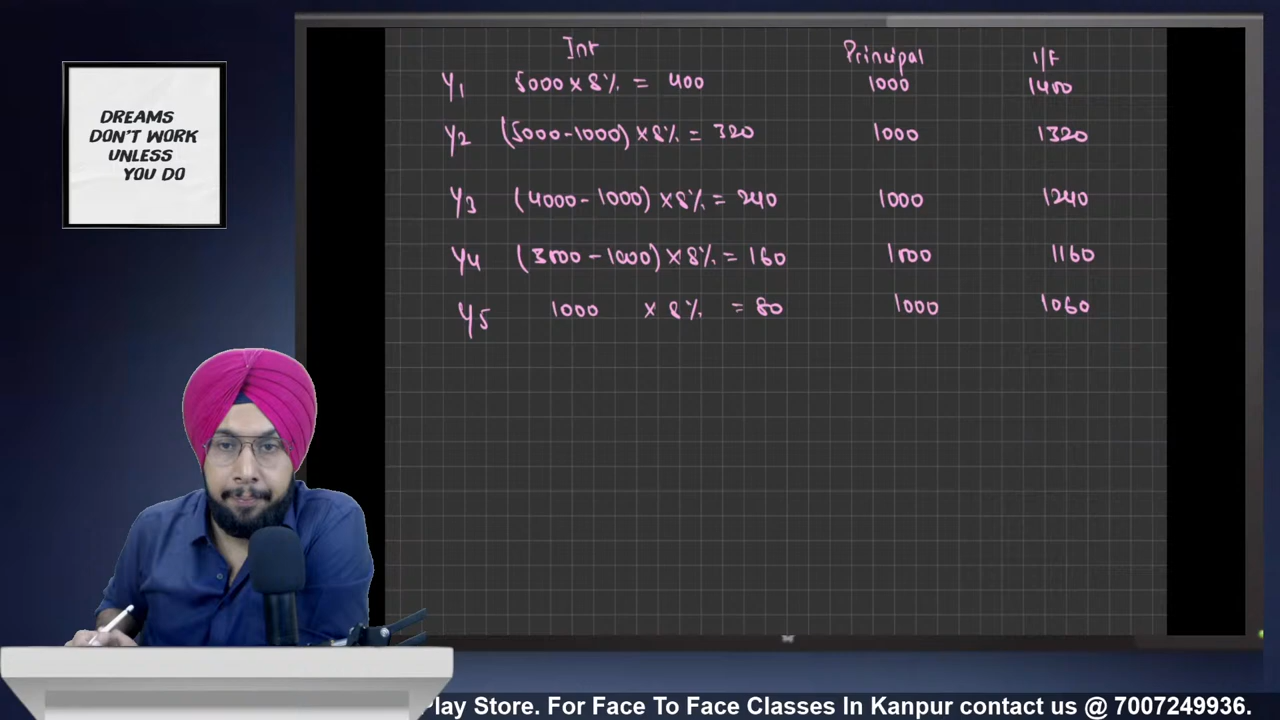 DREAMS
DON'T WORK
UNLESS
YOU DO
Int Principal I/F
Y1 5000 × 8% = 400 1000 1400
Y2 (5000-1000) × 8% = 320 1000 1320
Y3 (4000-1000) × 8% = 240 1000 1240
Y4 (3000-1000) × 8% = 160 1000 1160
Y5 1000 × 8% = 80 1000 1060
Play Store. For Face To Face Classes In Kanpur contact us @ 7007249936.